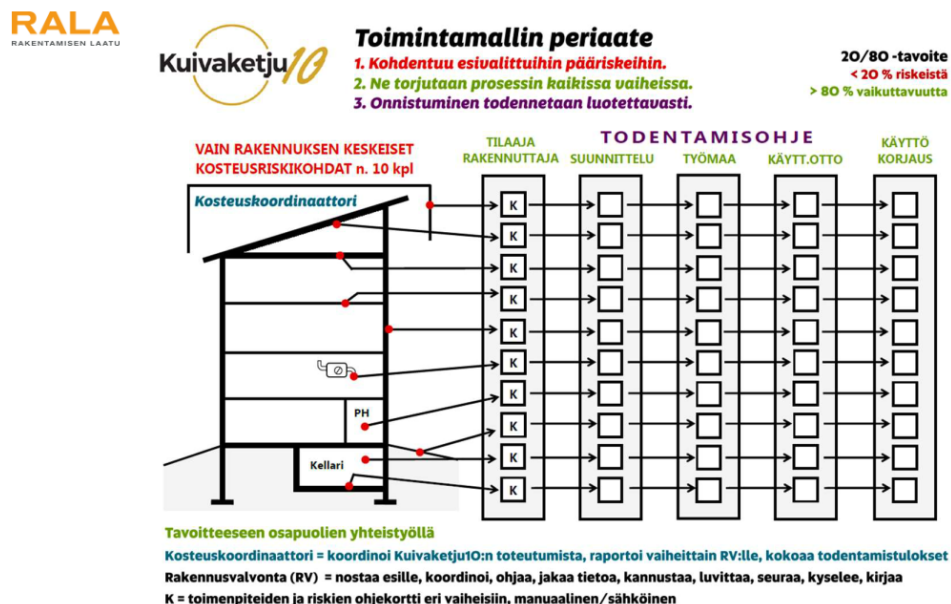 RALA
RAKENTAMISEN LAATU
Kuivaketju10
Toimintamallin periaate
1. Kohdentuu esivalittuihin pääriskeihin.
2. Ne torjutaan prosessin kaikissa vaiheissa.
3. Onnistuminen todennetaan luotettavasti.
20/80 -tavoite
< 20 % riskeistä
> 80 % vaikuttavuutta
VAIN RAKENNUKSEN KESKEISET
KOSTEUSRISKIKOHDAT n. 10 kpl
TODENTAMISOHJE
TILAAJA
RAKENNUTTAJA
SUUNNITTELU
TYÖMAA
KÄYTT.OTTO
KÄYTTÖ
KORJAUS
Kosteuskoordinaattori
K
K
K
K
K
K
K
K
K
K
PH
Kellari
Tavoitteeseen osapuolien yhteistyöllä
Kosteuskoordinaattori = koordinoi Kuivaketju10:n toteutumista, raportoi vaiheittain RV:lle, kokoaa todentamistulokset
Rakennusvalvonta (RV) = nostaa esille, koordinoi, ohjaa, jakaa tietoa, kannustaa, luvittaa, seuraa, kyselee, kirjaa
K = toimenpiteiden ja riskien ohjekortti eri vaiheisiin, manuaalinen/sähköinen